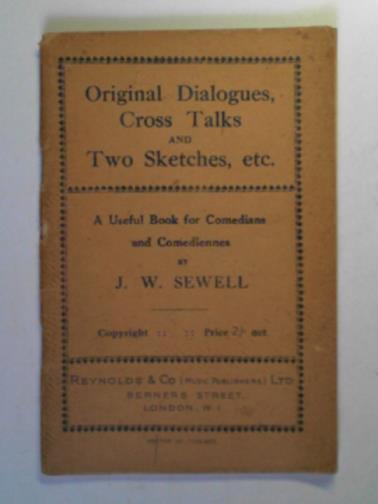 Original Dialogues,
Cross Talks
AND
Two Sketches, etc.
A Useful Book for Comedians
and Comediennes
BY
J. W. SEWELL
Copyright :: :: Price 2/- net
REYNOLDS & CO (MUSIC PUBLISHERS) LTD
BERNERS STREET,
LONDON, W.1